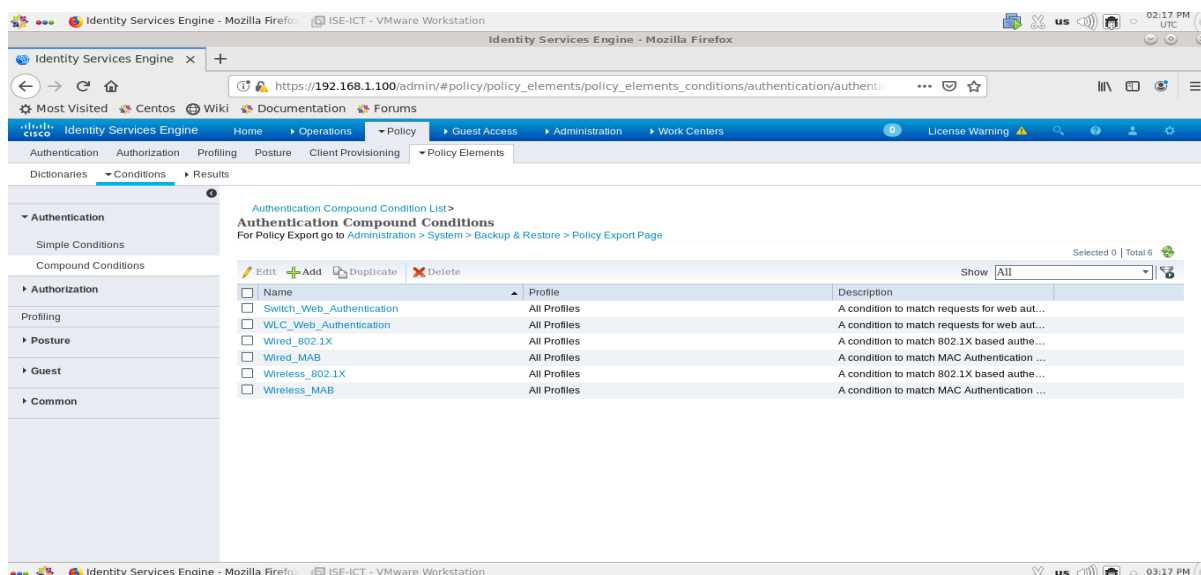 Identity Services Engine - Mozilla Firefo ISE-ICT - VMware Workstation us 02:17 PM
UTC
Identity Services Engine - Mozilla Firefox
Identity Services Engine × +
https://192.168.1.100/admin/#policy/policy_elements/policy_elements_conditions/authentication/authenti
Most Visited Centos Wiki Documentation Forums
CISCO Identity Services Engine Home Operations Policy Guest Access Administration Work Centers 0 License Warning
Authentication Authorization Profiling Posture Client Provisioning Policy Elements
Dictionaries Conditions Results
Authentication
Simple Conditions
Compound Conditions
Authorization
Profiling
Posture
Guest
Common
Authentication Compound Condition List>
Authentication Compound Conditions
For Policy Export go to Administration > System > Backup & Restore > Policy Export Page
Selected 0 | Total 6
Edit Add Duplicate Delete Show All
Name Profile Description
Switch_Web_Authentication All Profiles A condition to match requests for web aut...
WLC_Web_Authentication All Profiles A condition to match requests for web aut...
Wired_802.1X All Profiles A condition to match 802.1X based authe...
Wired_MAB All Profiles A condition to match MAC Authentication ...
Wireless_802.1X All Profiles A condition to match 802.1X based authe...
Wireless_MAB All Profiles A condition to match MAC Authentication ...
Identity Services Engine - Mozilla Firefo ISE-ICT - VMware Workstation us 03:17 PM